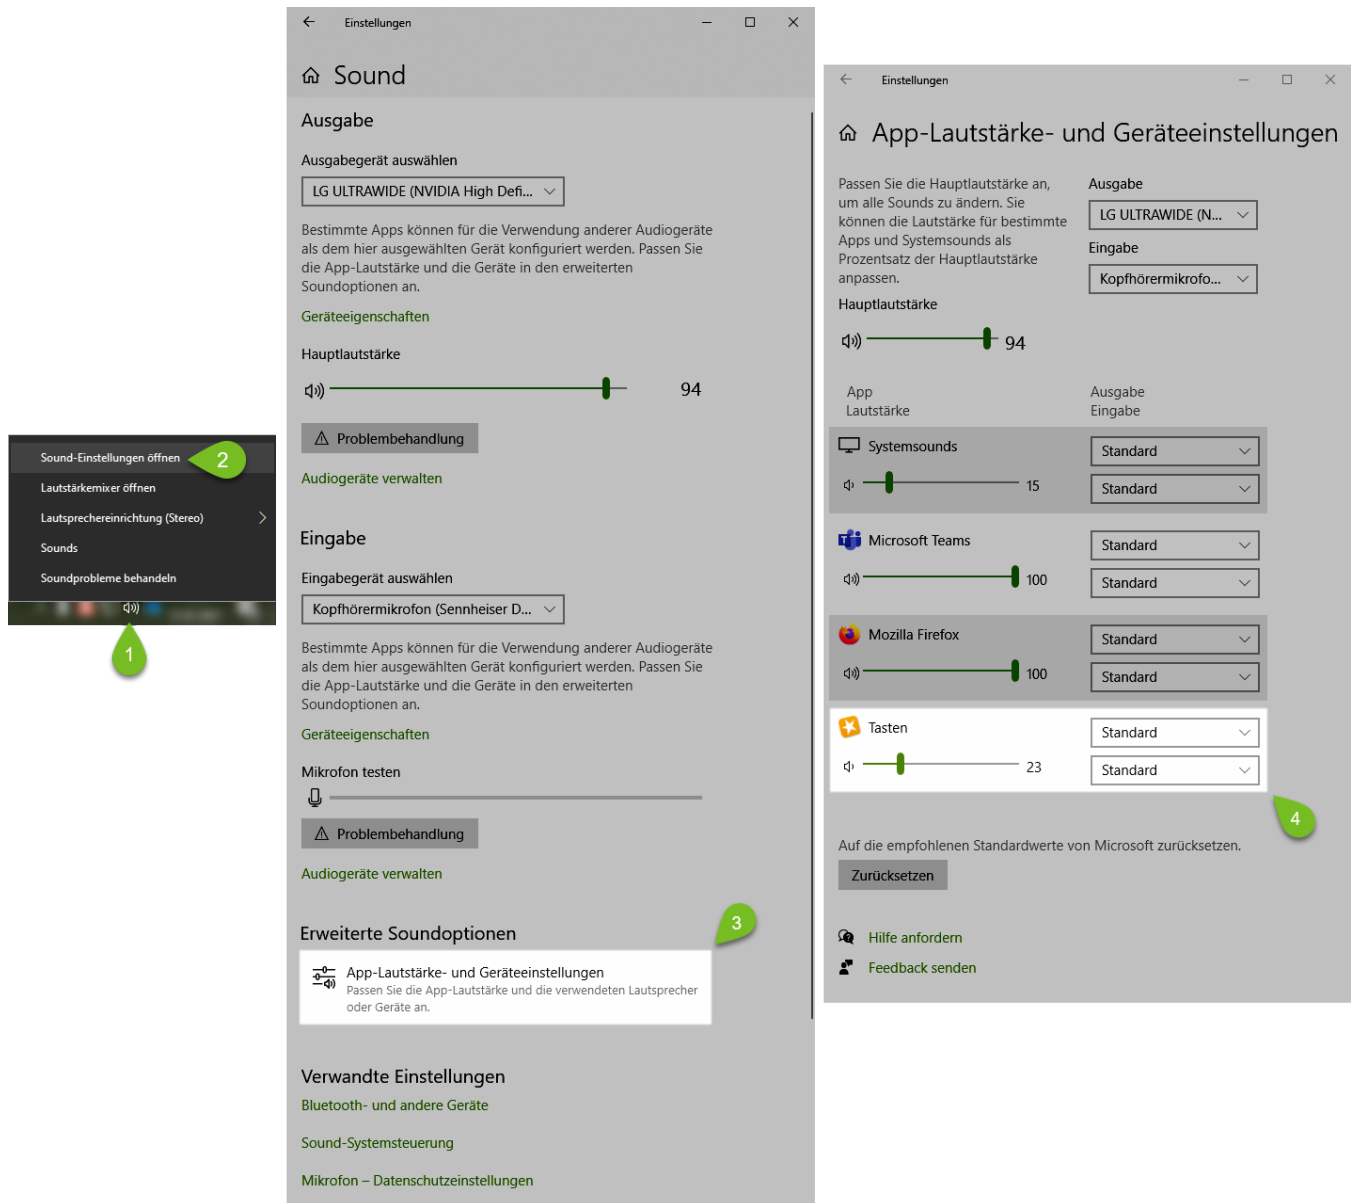 Sound-Einstellungen öffnen
2
Lautstärkemixer öffnen
Lautsprechereinrichtung (Stereo)
Sounds
Soundprobleme behandeln
1
Einstellungen
Sound
Ausgabe
Ausgabegerät auswählen
LG ULTRAWIDE (NVIDIA High Defi...
Bestimmte Apps können für die Verwendung anderer Audiogeräte
als dem hier ausgewählten Gerät konfiguriert werden. Passen Sie
die App-Lautstärke und die Geräte in den erweiterten
Soundoptionen an.
Geräteeigenschaften
Hauptlautstärke
94
Problembehandlung
Audiogeräte verwalten
Eingabe
Eingabegerät auswählen
Kopfhörermikrofon (Sennheiser D...
Bestimmte Apps können für die Verwendung anderer Audiogeräte
als dem hier ausgewählten Gerät konfiguriert werden. Passen Sie
die App-Lautstärke und die Geräte in den erweiterten
Soundoptionen an.
Geräteeigenschaften
Mikrofon testen
Problembehandlung
Audiogeräte verwalten
Erweiterte Soundoptionen
3
App-Lautstärke- und Geräteeinstellungen
Passen Sie die App-Lautstärke und die verwendeten Lautsprecher
oder Geräte an.
Verwandte Einstellungen
Bluetooth- und andere Geräte
Sound-Systemsteuerung
Mikrofon – Datenschutzeinstellungen
Einstellungen
App-Lautstärke- und Geräteeinstellungen
Passen Sie die Hauptlautstärke an,
um alle Sounds zu ändern. Sie
können die Lautstärke für bestimmte
Apps und Systemsounds als
Prozentsatz der Hauptlautstärke
anpassen.
Ausgabe
LG ULTRAWIDE (N...
Eingabe
Kopfhörermikrofo...
Hauptlautstärke
94
App
Lautstärke
Ausgabe
Eingabe
Systemsounds
Standard
15
Standard
Microsoft Teams
Standard
100
Standard
Mozilla Firefox
Standard
100
Standard
Tasten
Standard
23
Standard
4
Auf die empfohlenen Standardwerte von Microsoft zurücksetzen.
Zurücksetzen
Hilfe anfordern
Feedback senden